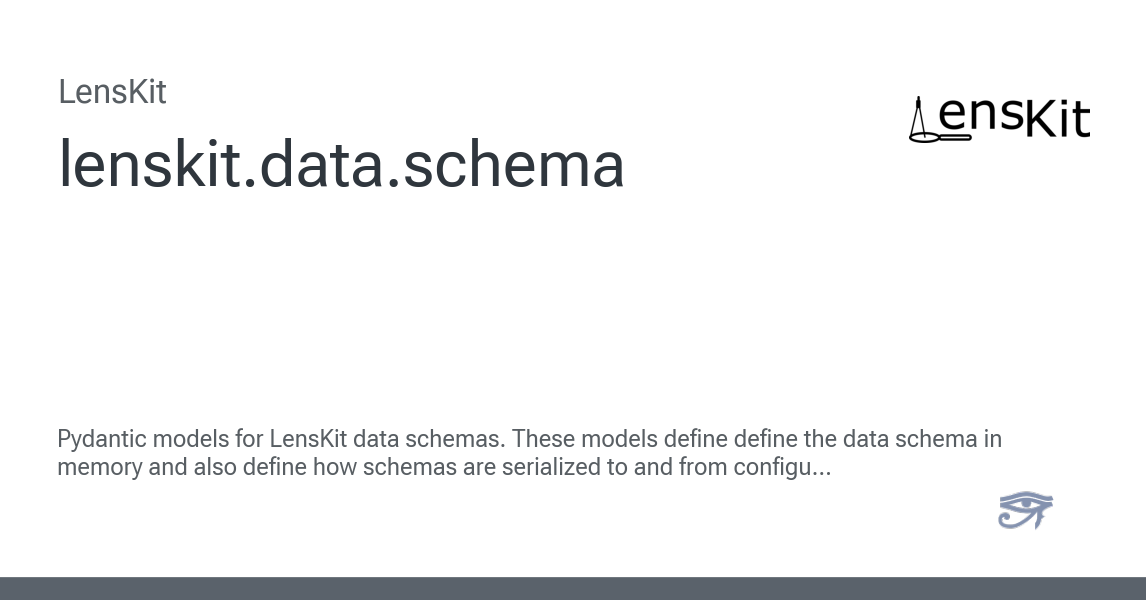 LensKit
LensKit
lenskit.data.schema
Pydantic models for LensKit data schemas. These models define define the data schema in
memory and also define how schemas are serialized to and from configu...